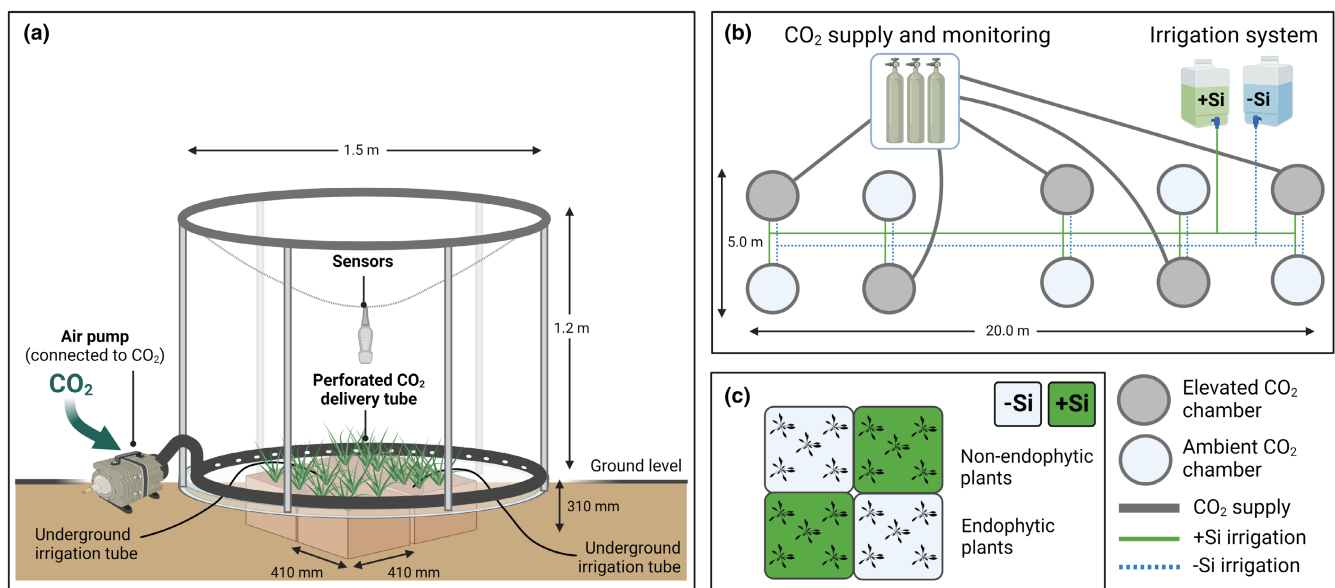 (a)
1.5 m
Sensors
1.2 m
Air pump
(connected to CO₂)
CO₂
Perforated CO₂
delivery tube
Ground level
310 mm
Underground
irrigation tube
410 mm
410 mm
Underground
irrigation tube
(b)
CO₂ supply and monitoring
Irrigation system
+Si
-Si
5.0 m
20.0 m
(c)
-Si
+Si
Non-endophytic
plants
Endophytic
plants
Elevated CO₂
chamber
Ambient CO₂
chamber
CO₂ supply
+Si irrigation
-Si irrigation